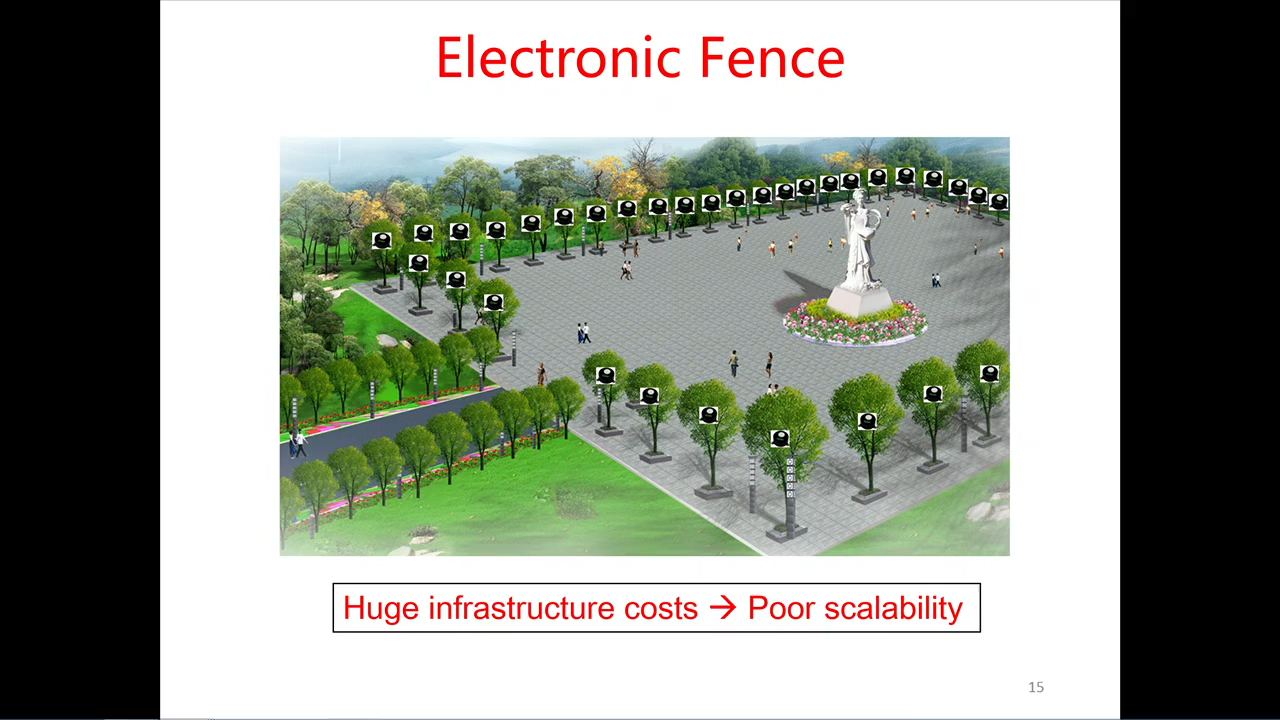 Electronic Fence
Huge infrastructure costs → Poor scalability
15